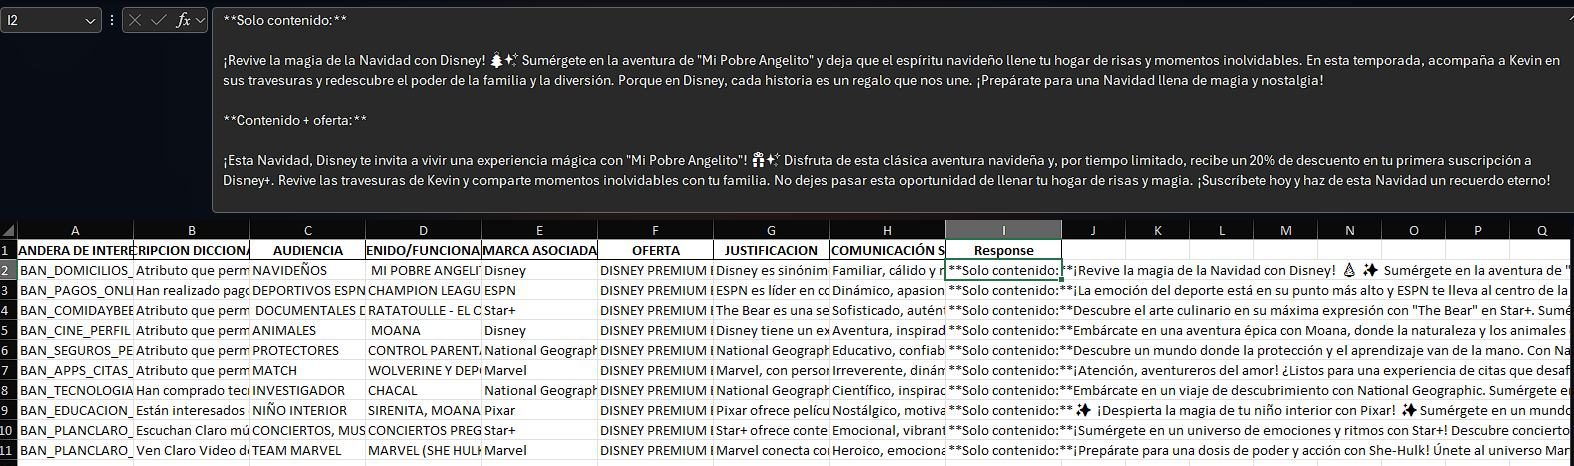 I2
fx
**Solo contenido:**
¡Revive la magia de la Navidad con Disney! 🎄✨ Sumérgete en la aventura de "Mi Pobre Angelito" y deja que el espíritu navideño llene tu hogar de risas y momentos inolvidables. En esta temporada, acompaña a Kevin en
sus travesuras y redescubre el poder de la familia y la diversión. Porque en Disney, cada historia es un regalo que nos une. ¡Prepárate para una Navidad llena de magia y nostalgia!
**Contenido + oferta:**
¡Esta Navidad, Disney te invita a vivir una experiencia mágica con "Mi Pobre Angelito"! 🎁✨ Disfruta de esta clásica aventura navideña y, por tiempo limitado, recibe un 20% de descuento en tu primera suscripción a
Disney+. Revive las travesuras de Kevin y comparte momentos inolvidables con tu familia. No dejes pasar esta oportunidad de llenar tu hogar de risas y magia. ¡Suscríbete hoy y haz de esta Navidad un recuerdo eterno!
A B C D E F G H I J K L M N O P Q
1 ANDERA DE INTERE RIPCION DICCIONA AUDIENCIA ENIDO/FUNCIONA MARCA ASOCIADA OFERTA JUSTIFICACION COMUNICACIÓN S Response
2 BAN_DOMICILIOS_ Atributo que perm NAVIDEÑOS MI POBRE ANGELIT Disney DISNEY PREMIUM Disney es sinónim Familiar, cálido y **Solo contenido:**¡Revive la magia de la Navidad con Disney! 🎄 ✨ Sumérgete en la aventura de "
3 BAN_PAGOS_ONLI Han realizado pago DEPORTIVOS ESPN CHAMPION LEAGU ESPN DISNEY PREMIUM ESPN es líder en co Dinámico, apasion **Solo contenido:**¡La emoción del deporte está en su punto más alto y ESPN te lleva al centro de la
4 BAN_COMIDAYBEE Atributo que perm DOCUMENTALES D RATATOULLE - EL C Star+ DISNEY PREMIUM The Bear es una se Sofisticado, autént **Solo contenido:**Descubre el arte culinario en su máxima expresión con "The Bear" en Star+. Sumé
5 BAN_CINE_PERFIL Atributo que perm ANIMALES MOANA Disney DISNEY PREMIUM Disney tiene un ex Aventura, inspirad **Solo contenido:**Embárcate en una aventura épica con Moana, donde la naturaleza y los animales
6 BAN_SEGUROS_PE Atributo que perm PROTECTORES CONTROL PARENTA National Geograph DISNEY PREMIUM National Geograph Educativo, confiab **Solo contenido:**Descubre un mundo donde la protección y el aprendizaje van de la mano. Con Na
7 BAN_APPS_CITAS_ Atributo que perm MATCH WOLVERINE Y DEP Marvel DISNEY PREMIUM Marvel, con person Irreverente, dinán **Solo contenido:**¡Atención, aventureros del amor! ¿Listos para una experiencia de citas que desaf
8 BAN_TECNOLOGIA Han comprado tec INVESTIGADOR CHACAL National Geograph DISNEY PREMIUM National Geograph Científico, inspirac **Solo contenido:**Embárcate en un viaje de descubrimiento con National Geographic. Sumérgete en
9 BAN_EDUCACION Están interesados NIÑO INTERIOR SIRENITA, MOANA Pixar DISNEY PREMIUM Pixar ofrece pelícu Nostálgico, motiva **Solo contenido:**✨ ¡Despierta la magia de tu niño interior con Pixar! ✨ Sumérgete en un mundo
10 BAN_PLANCLARO_ Escuchan Claro mú CONCIERTOS, MUS CONCIERTOS PREG Star+ DISNEY PREMIUM Star+ ofrece conte Emocional, vibrant **Solo contenido:**¡Sumérgete en un universo de emociones y ritmos con Star+! Descubre concierto
11 BAN_PLANCLARO_ Ven Claro Video de TEAM MARVEL MARVEL (SHE HUL Marvel DISNEY PREMIUM Marvel conecta co Heroico, emociona **Solo contenido:**¡Prepárate para una dosis de poder y acción con She-Hulk! Únete al universo Mar